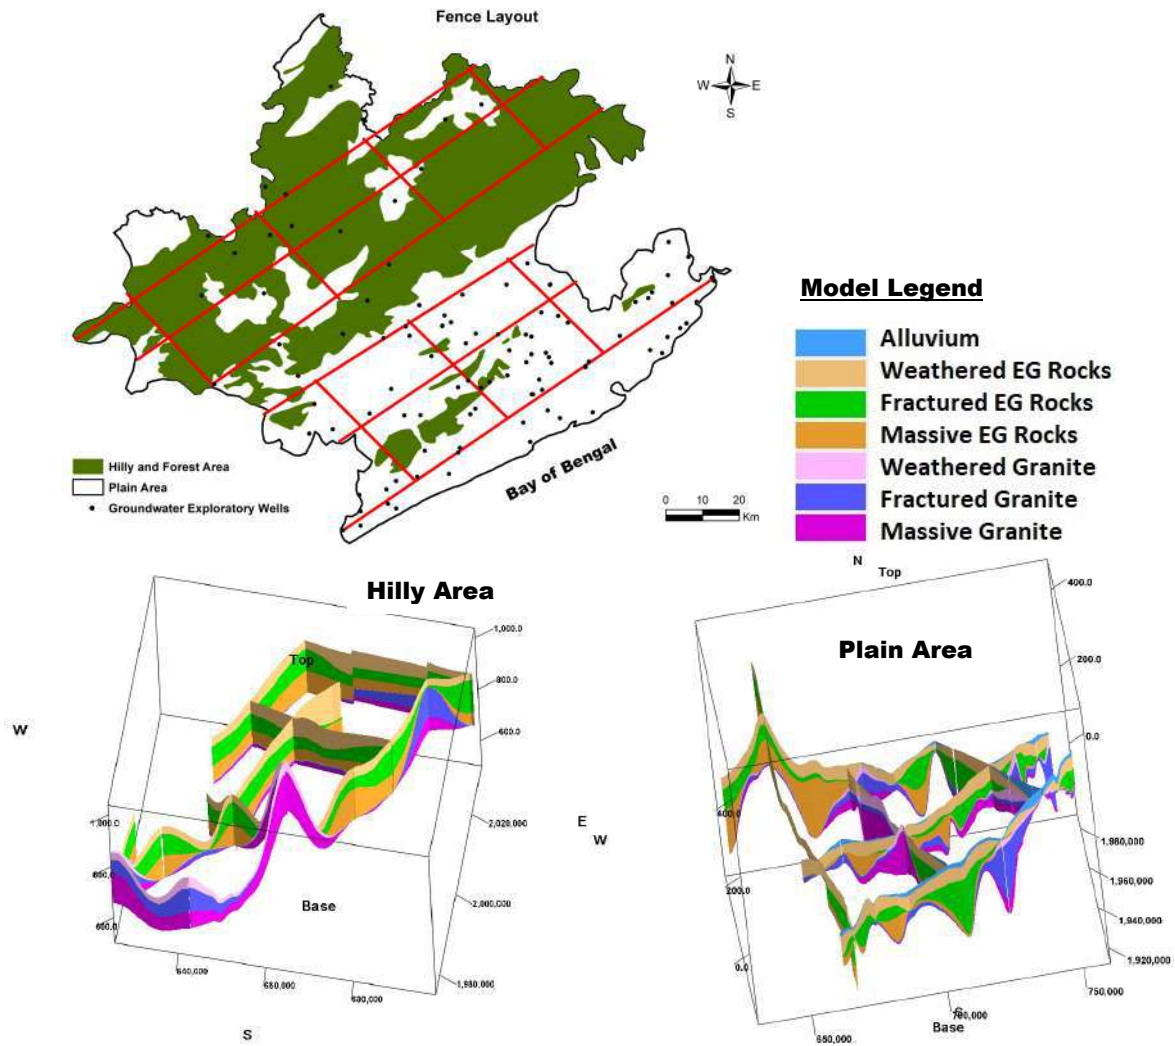 Fence Layout
N
W E
S
Hilly and Forest Area
Plain Area
Groundwater Exploratory Wells
Bay of Bengal
0 10 20
Km
Model Legend
Alluvium
Weathered EG Rocks
Fractured EG Rocks
Massive EG Rocks
Weathered Granite
Fractured Granite
Massive Granite
Hilly Area
Top
1,000.0
800.0
600.0
W
E
1,000.0
2,020,000
Base
2,000,000
1,980,000
640,000
660,000
S
N
Top
400.0
Plain Area
200.0
0.0
W
400.0
1,980,000
200.0
1,960,000
1,940,000
0.0
1,920,000
750,000
700,000
650,000
Base